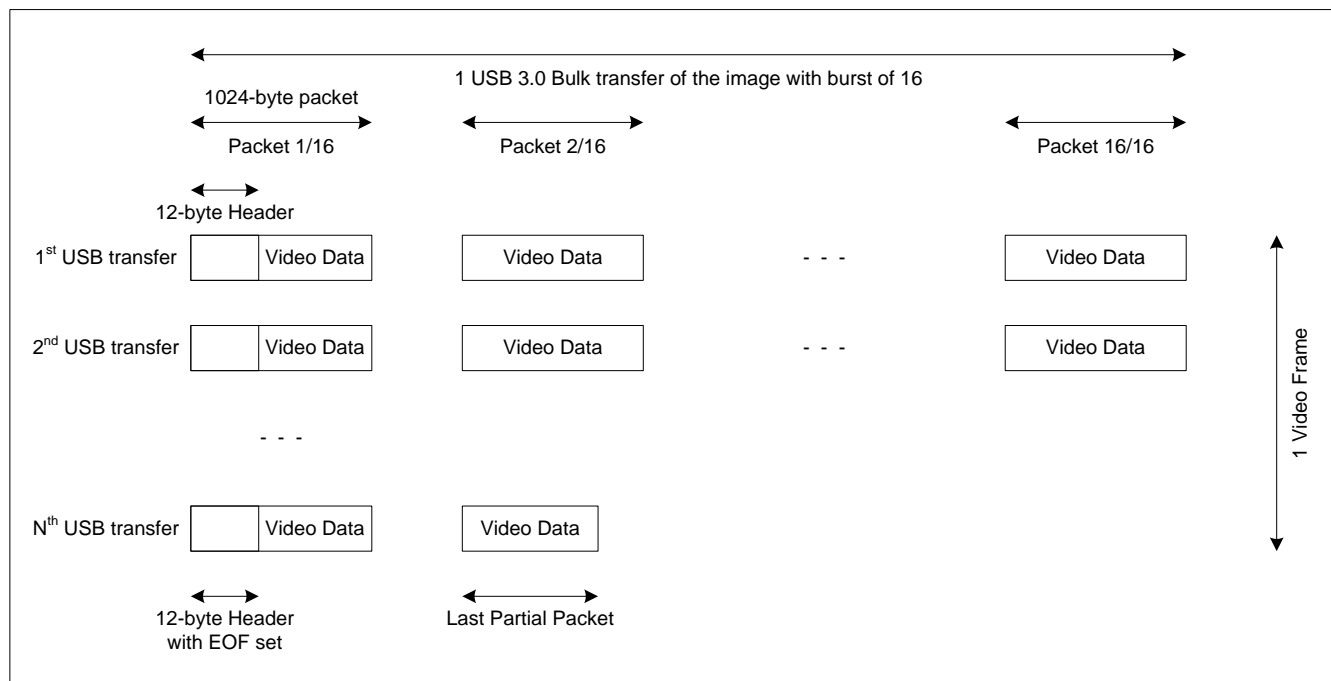 1 USB 3.0 Bulk transfer of the image with burst of 16
1024-byte packet
Packet 1/16
Packet 2/16
Packet 16/16
12-byte Header
1st USB transfer
Video Data
Video Data
- - -
Video Data
2nd USB transfer
Video Data
Video Data
- - -
Video Data
- - -
Nth USB transfer
Video Data
Video Data
12-byte Header
with EOF set
Last Partial Packet
1 Video Frame